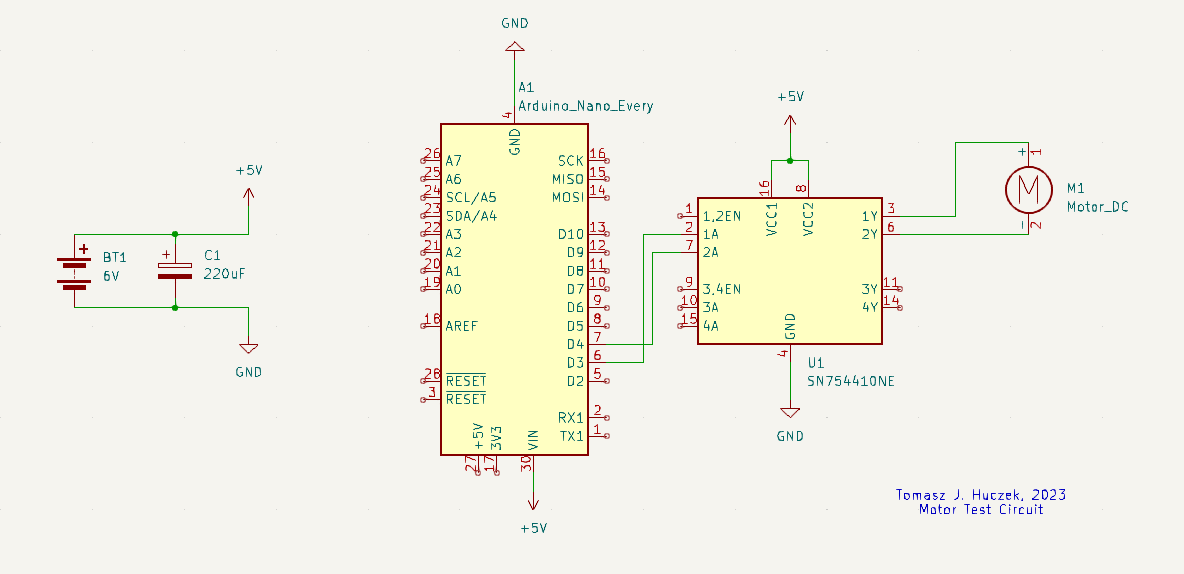 GND
A1
Arduino_Nano_Every
4
GND
26 A7
25 A6
24 SCL/A5
23 SDA/A4
22 A3
21 A2
20 A1
19 A0
18 AREF
28 RESET
3 RESET
SCK 16
MISO 15
MOSI 14
D10 13
D9 12
D8 11
D7 10
D6 9
D5 8
D4 7
D3 6
D2 5
RX1 2
TX1 1
+5V 27
3V3 17
VIN 30
+5V
+5V
+
BT1
6V
+
C1
220uF
GND
+5V
16 VCC1
8 VCC2
1 1,2EN
2 1A
7 2A
9 3,4EN
10 3A
15 4A
1Y 3
2Y 6
3Y 11
4Y 14
GND
4
U1
SN754410NE
GND
+ 1
M
- 2
M1
Motor_DC
Tomasz J. Huczek, 2023
Motor Test Circuit